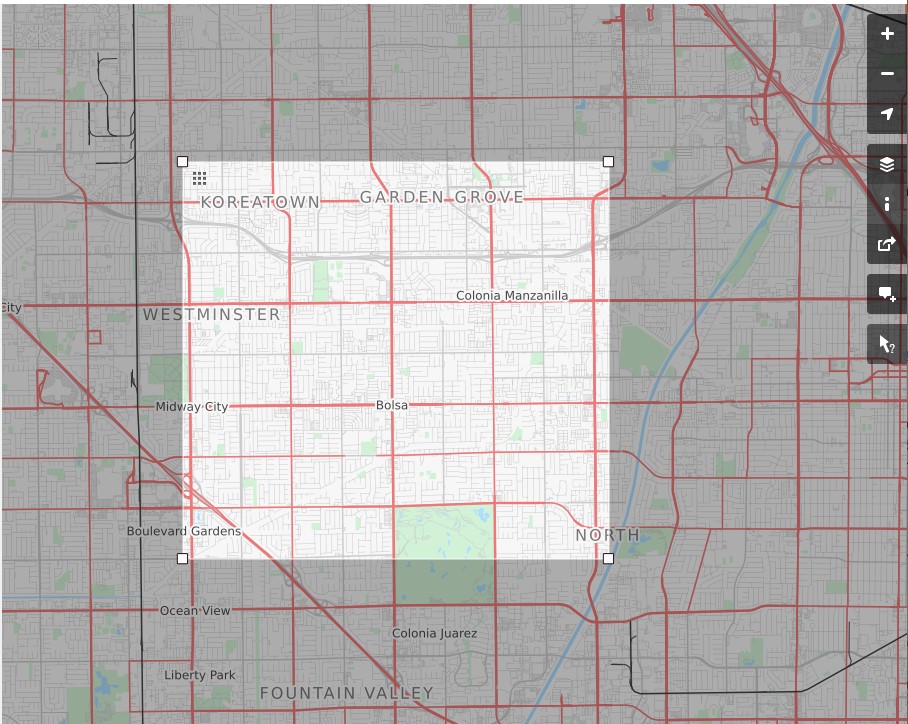 KOREATOWN
GARDEN GROVE
Colonia Manzanilla
City
WESTMINSTER
Midway City
Bolsa
Boulevard Gardens
NORTH
Ocean View
Colonia Juarez
Liberty Park
FOUNTAIN VALLEY